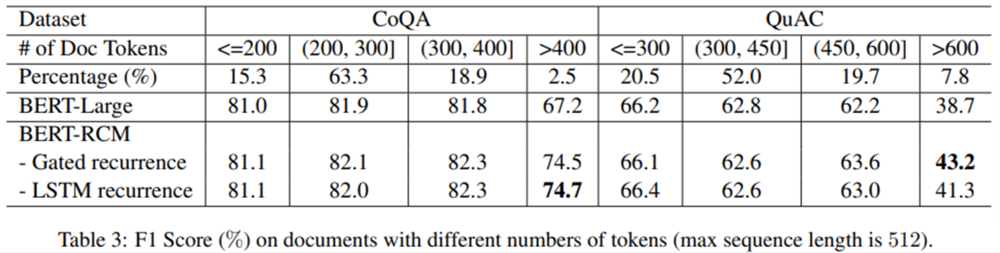 Dataset CoQA QuAC
# of Doc Tokens <=200 (200, 300] (300, 400] >400 <=300 (300, 450] (450, 600] >600
Percentage (%) 15.3 63.3 18.9 2.5 20.5 52.0 19.7 7.8
BERT-Large 81.0 81.9 81.8 67.2 66.2 62.8 62.2 38.7
BERT-RCM
- Gated recurrence 81.1 82.1 82.3 74.5 66.1 62.6 63.6 43.2
- LSTM recurrence 81.1 82.0 82.3 74.7 66.4 62.6 63.0 41.3
Table 3: F1 Score (%) on documents with different numbers of tokens (max sequence length is 512).